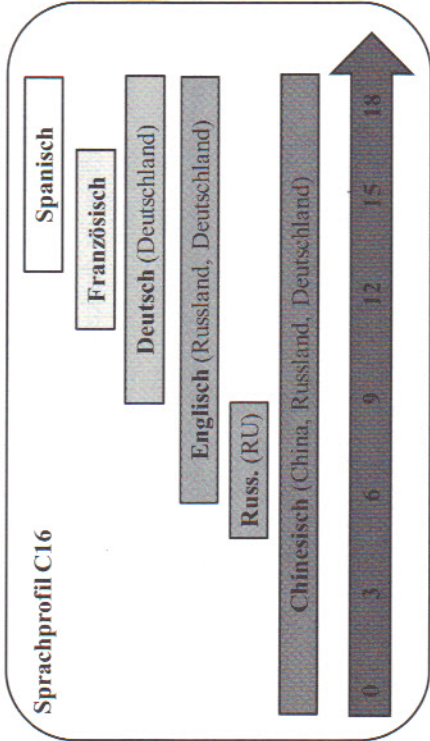 Sprachprofil C16
Spanisch
Französisch
Deutsch (Deutschland)
Englisch (Russland, Deutschland)
Russ. (RU)
Chinesisch (China, Russland, Deutschland)
0 3 6 9 12 15 18